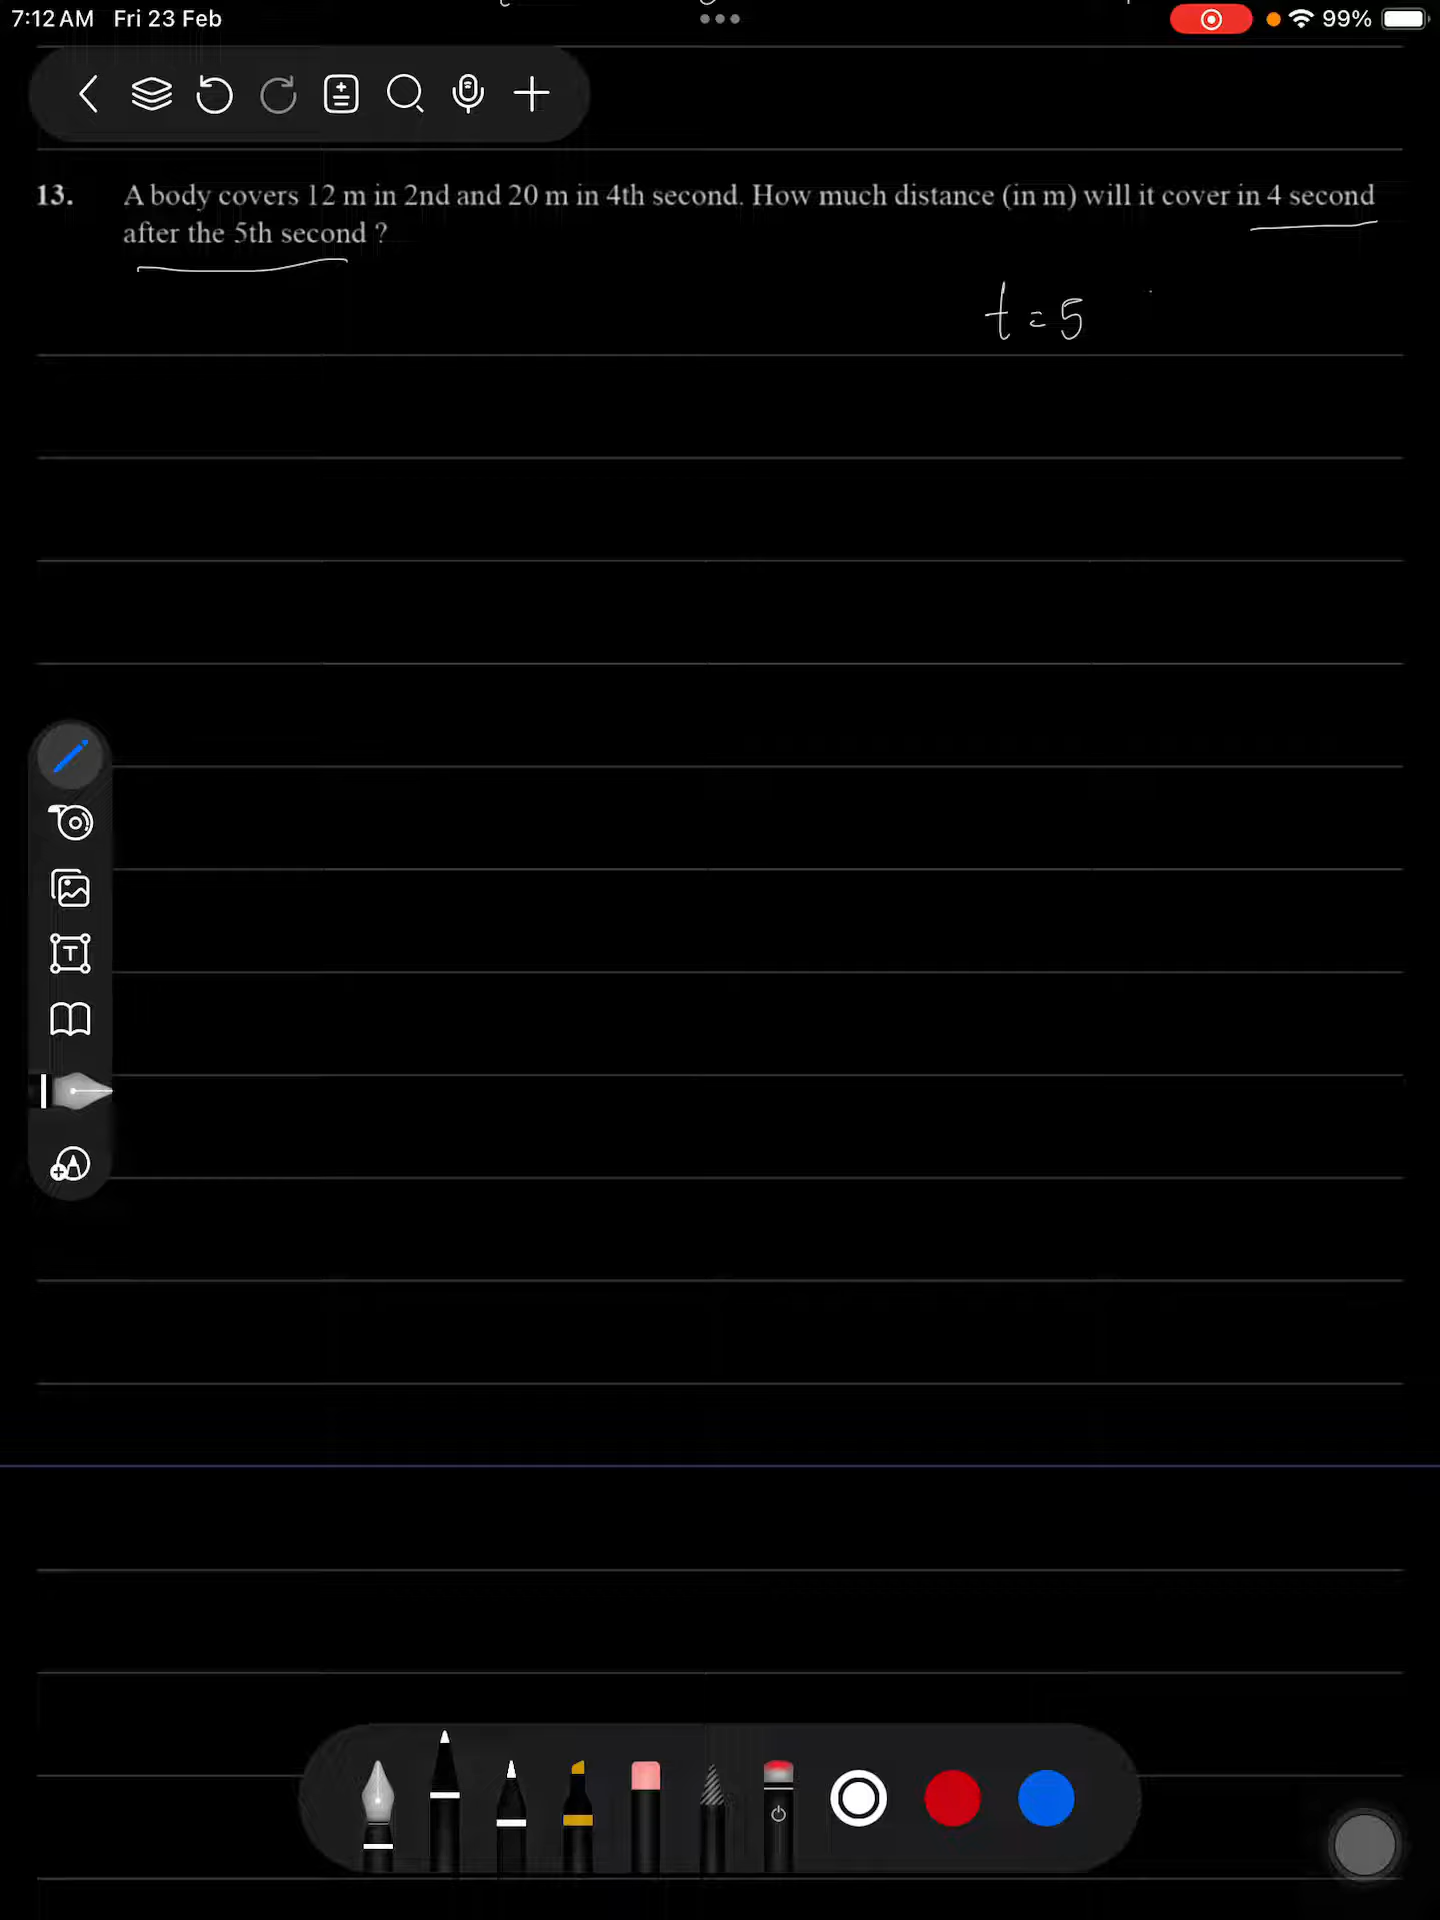 7:12 AM Fri 23 Feb
99%
13. A body covers 12 m in 2nd and 20 m in 4th second. How much distance (in m) will it cover in 4 second
after the 5th second ?
t = 5
T